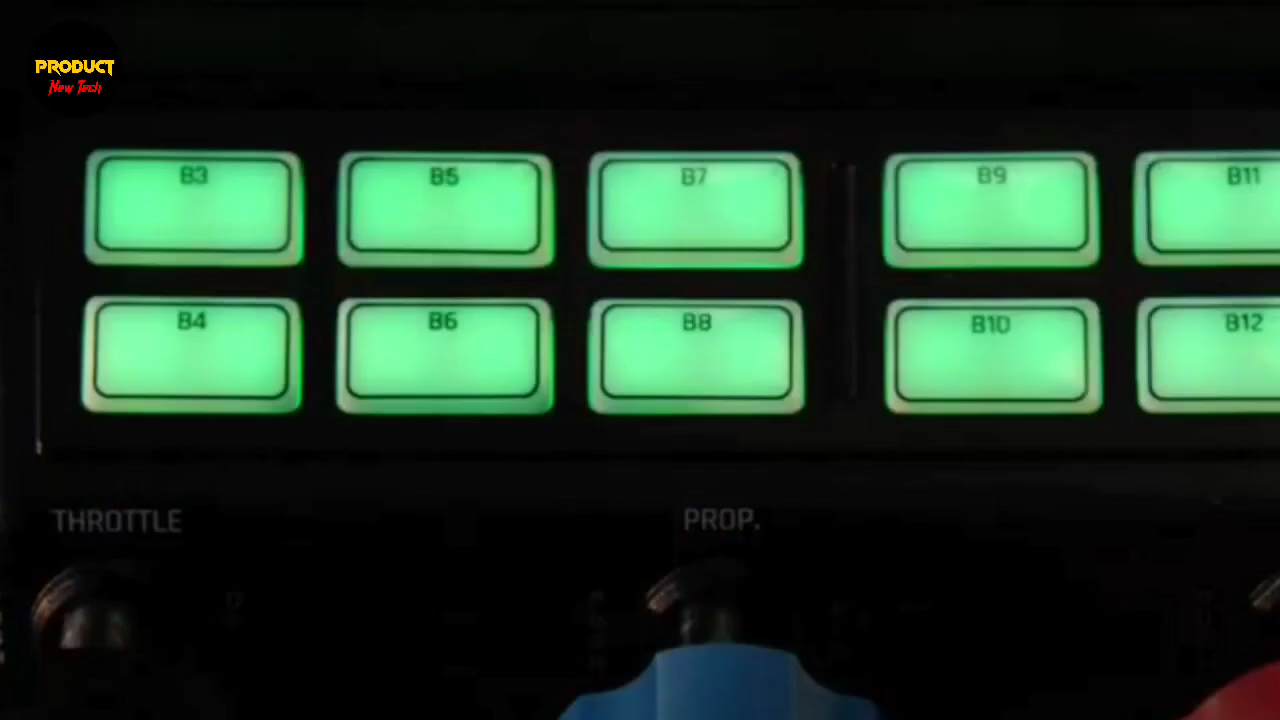 PRODUCT
New Tech
B3 B5 B7 B9 B11
B4 B6 B8 B10 B12
THROTTLE PROP.